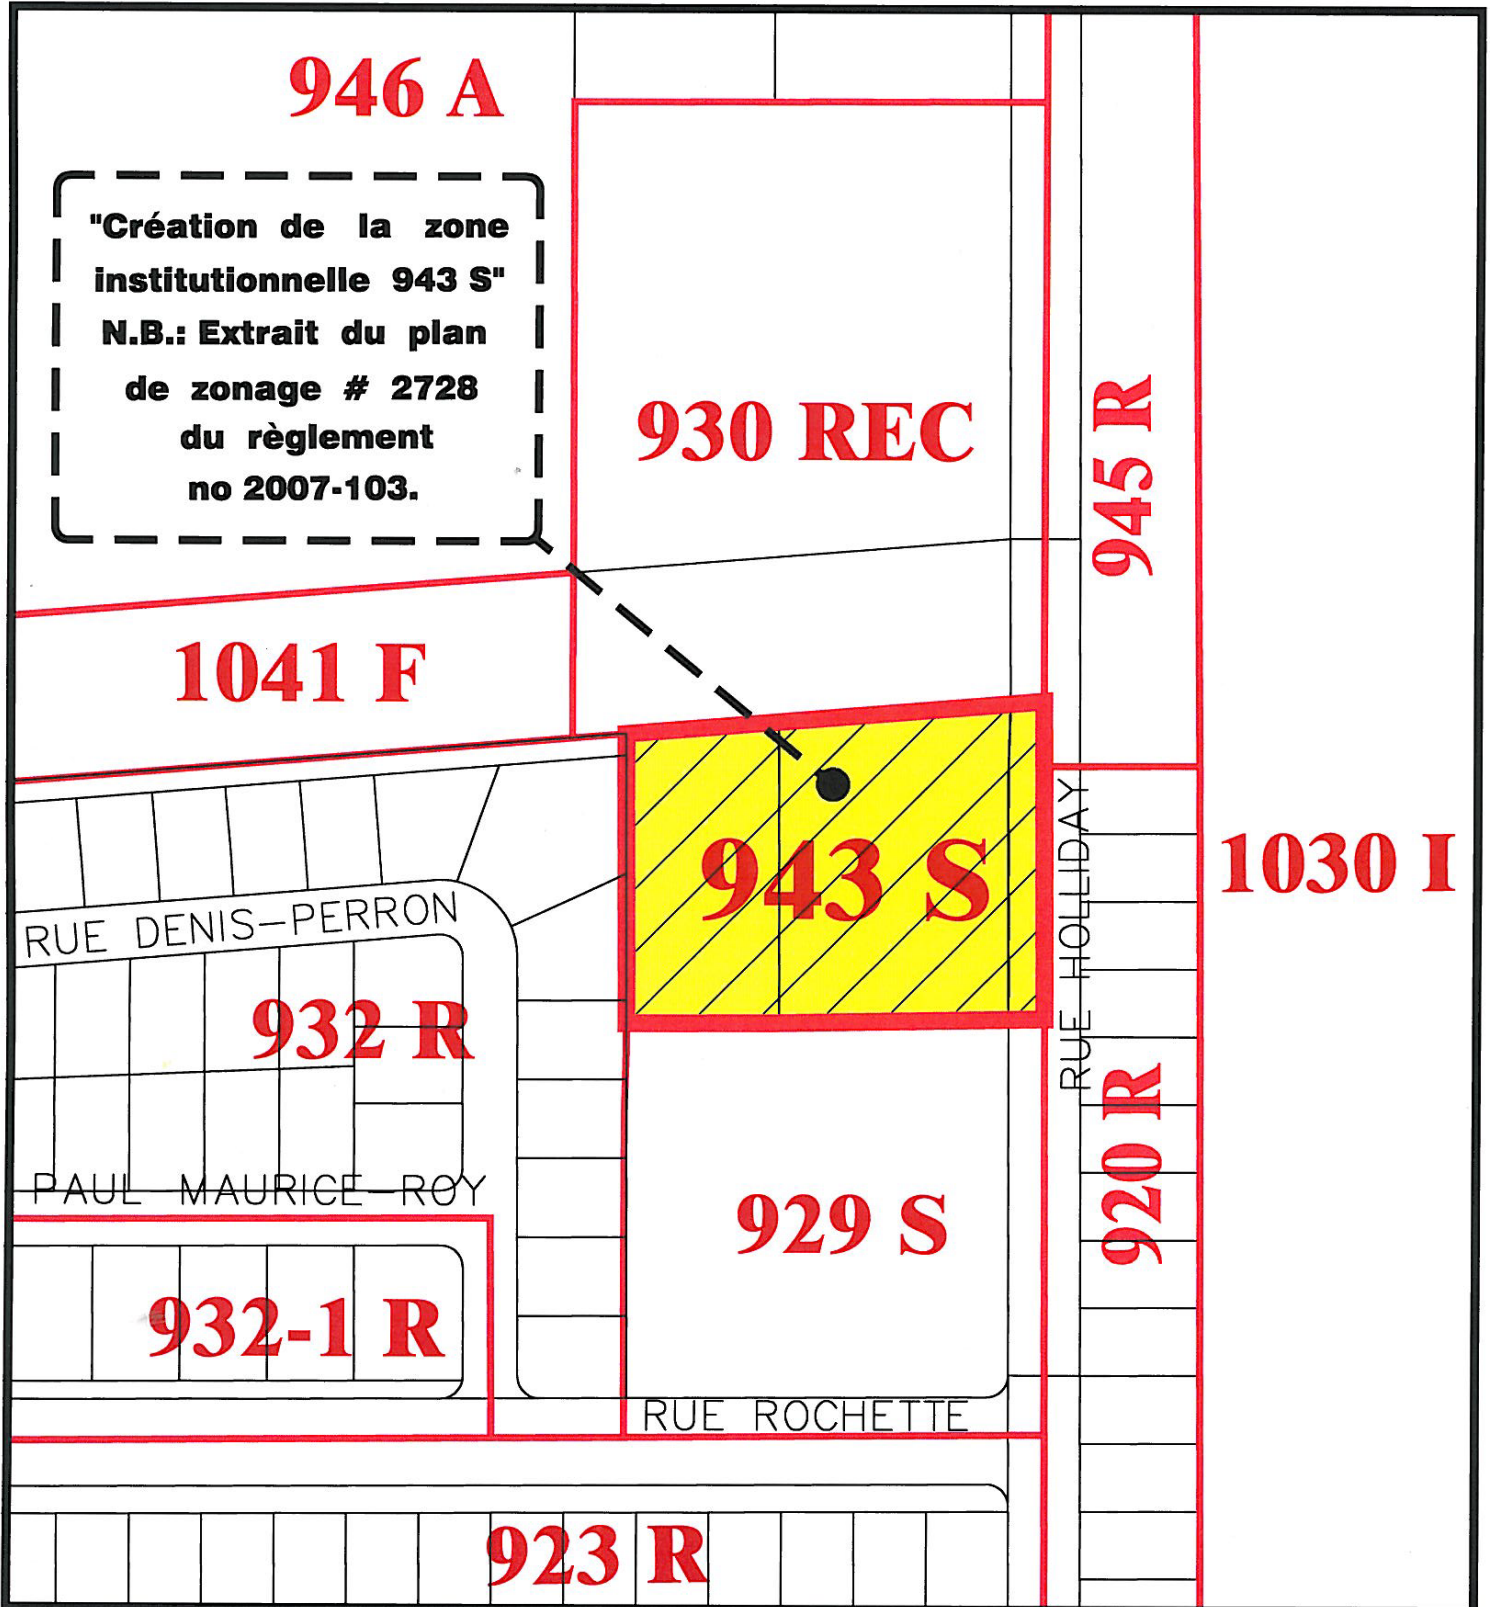 946 A
"Création de la zone
institutionnelle 943 S"
N.B.: Extrait du plan
de zonage # 2728
du règlement
no 2007-103.
930 REC
945 R
1041 F
943 S
RUE HOLLIDAY
1030 I
RUE DENIS-PERRON
932 R
920 R
PAUL MAURICE-ROY
929 S
932-1 R
RUE ROCHETTE
923 R